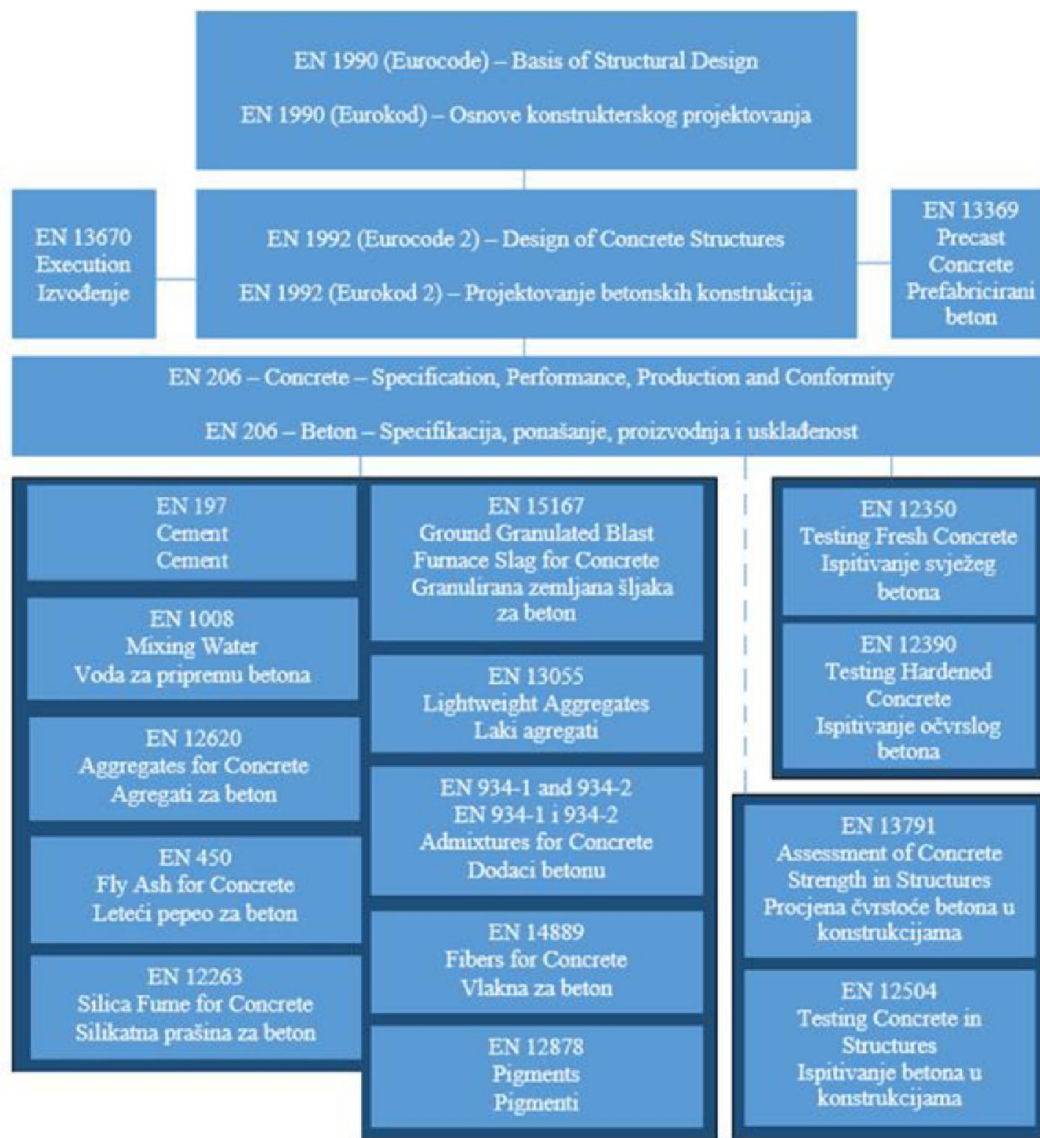 EN 1990 (Eurocode) – Basis of Structural Design
EN 1990 (Eurokod) – Osnove konstrukterskog projektovanja
EN 13670
Execution
Izvođenje
EN 1992 (Eurocode 2) – Design of Concrete Structures
EN 1992 (Eurokod 2) – Projektovanje betonskih konstrukcija
EN 13369
Precast
Concrete
Prefabricirani
beton
EN 206 – Concrete – Specification, Performance, Production and Conformity
EN 206 – Beton – Specifikacija, ponašanje, proizvodnja i usklađenost
EN 197
Cement
Cement
EN 1008
Mixing Water
Voda za pripremu betona
EN 12620
Aggregates for Concrete
Agregati za beton
EN 450
Fly Ash for Concrete
Leteći pepeo za beton
EN 12263
Silica Fume for Concrete
Silikatna prašina za beton
EN 15167
Ground Granulated Blast
Furnace Slag for Concrete
Granulirana zemljana šljaka
za beton
EN 13055
Lightweight Aggregates
Laki agregati
EN 934-1 and 934-2
EN 934-1 i 934-2
Admixtures for Concrete
Dodaci betonu
EN 14889
Fibers for Concrete
Vlakna za beton
EN 12878
Pigments
Pigmenti
EN 12350
Testing Fresh Concrete
Ispitivanje svježeg
betona
EN 12390
Testing Hardened
Concrete
Ispitivanje očvrslog
betona
EN 13791
Assessment of Concrete
Strength in Structures
Procjena čvrstoće betona u
konstrukcijama
EN 12504
Testing Concrete in
Structures
Ispitivanje betona u
konstrukcijama